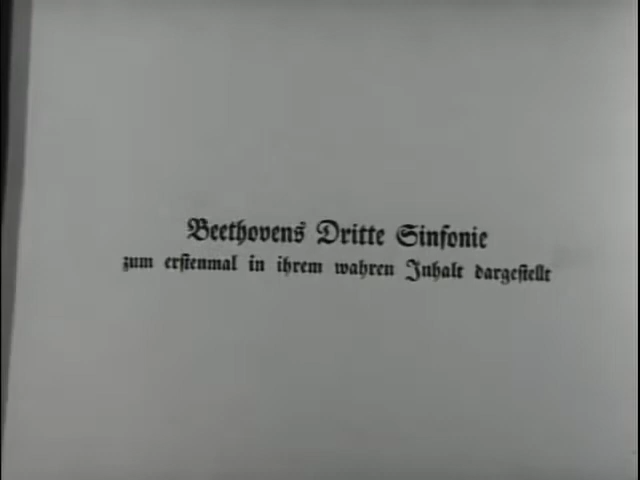 Beethovens Dritte Sinfonie
zum erstenmal in ihrem wahren Inhalt dargestellt